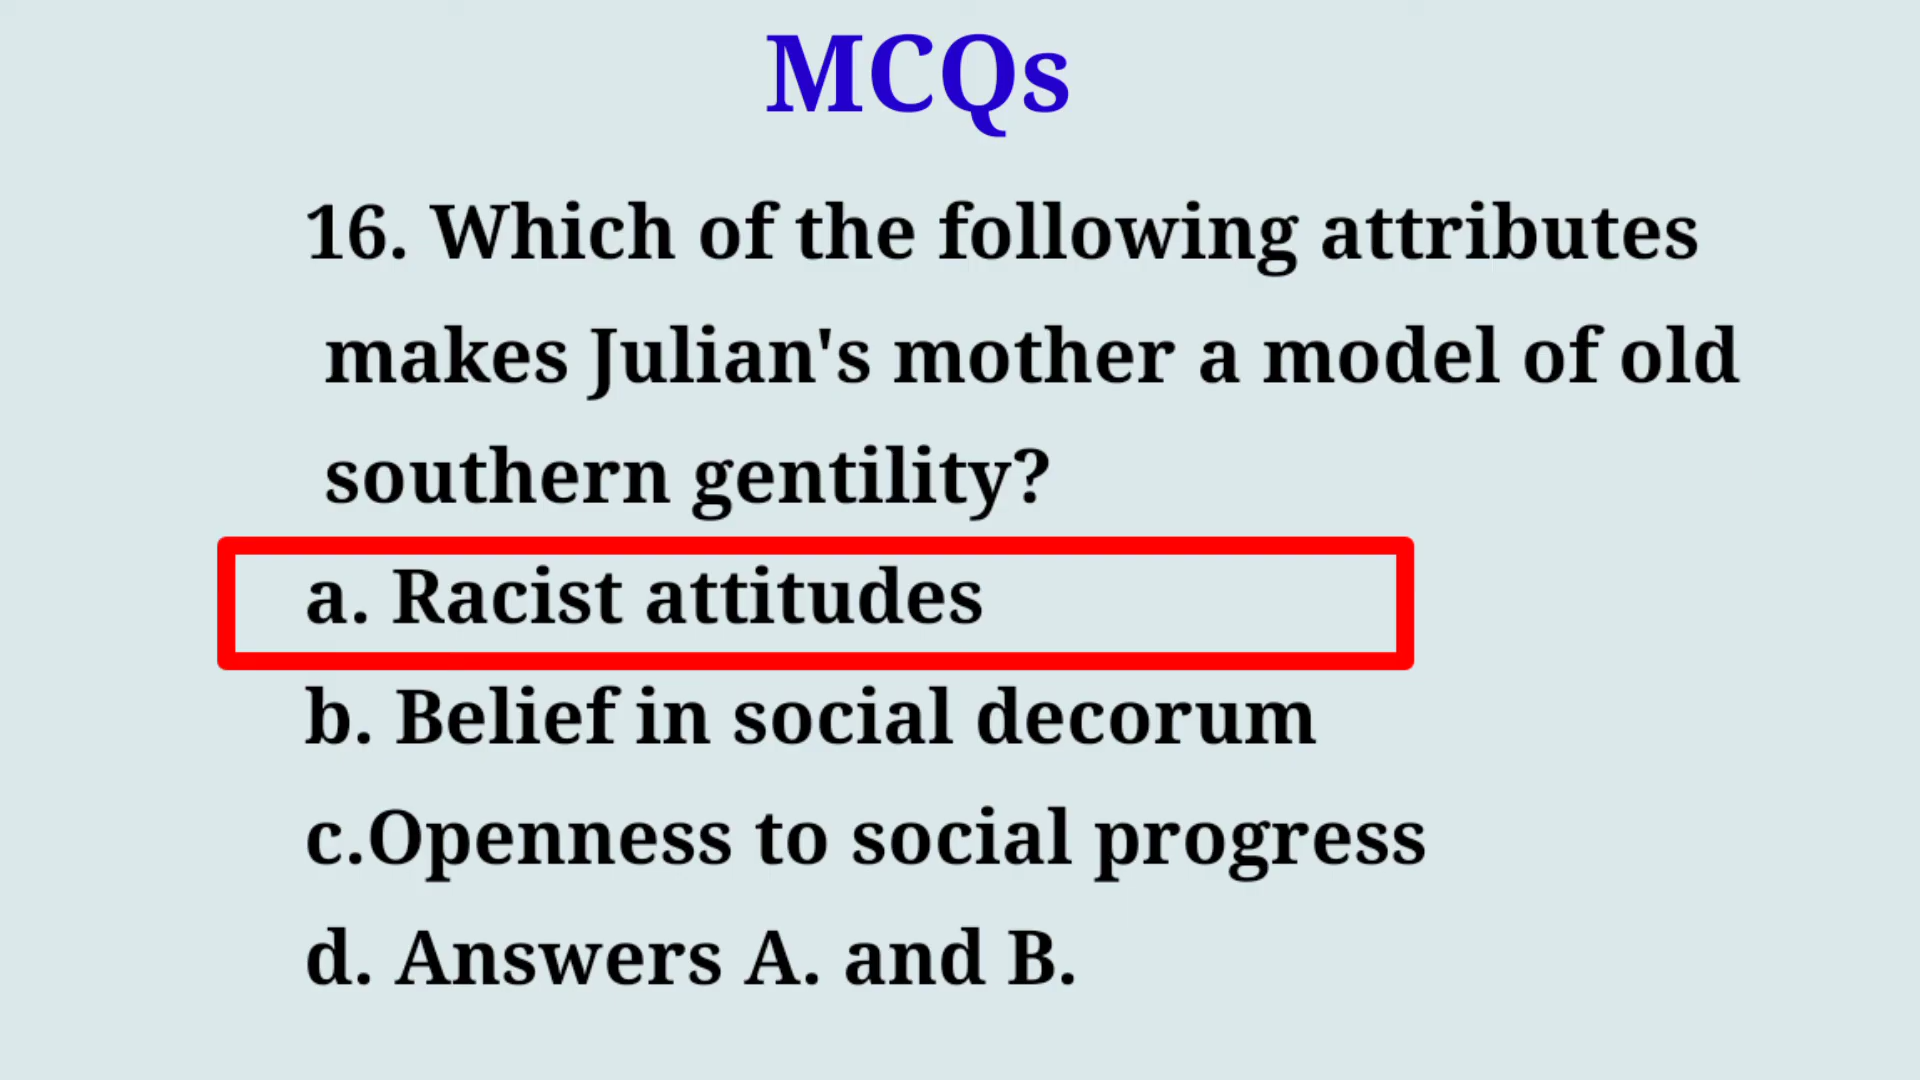 MCQs
16. Which of the following attributes
makes Julian's mother a model of old
southern gentility?
a. Racist attitudes
b. Belief in social decorum
c.Openness to social progress
d. Answers A. and B.